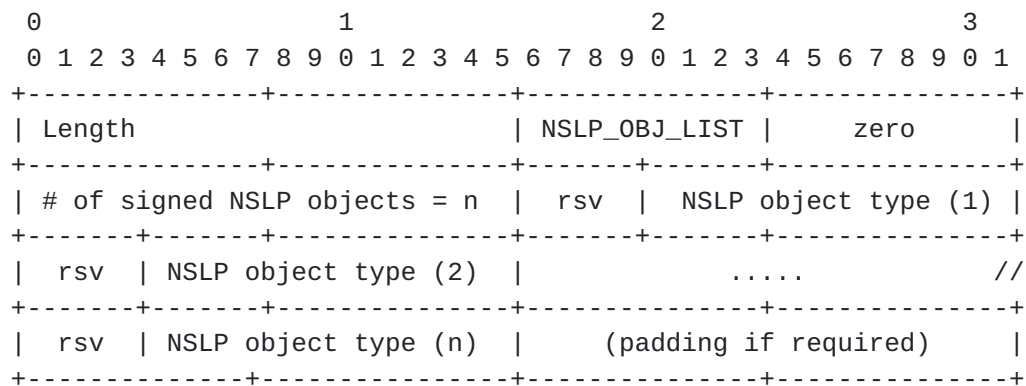 0                   1                   2                   3
0 1 2 3 4 5 6 7 8 9 0 1 2 3 4 5 6 7 8 9 0 1 2 3 4 5 6 7 8 9 0 1
+---------------+---------------+---------------+---------------+
| Length                        | NSLP_OBJ_LIST |     zero      |
+---------------+---------------+-------+-------+---------------+
| # of signed NSLP objects = n  |  rsv  |  NSLP object type (1) |
+-------+-------+---------------+-------+-------+---------------+
|  rsv  | NSLP object type (2)  |             .....            //
+-------+-------+---------------+---------------+---------------+
|  rsv  | NSLP object type (n)  |     (padding if required)     |
+--------------+----------------+---------------+---------------+